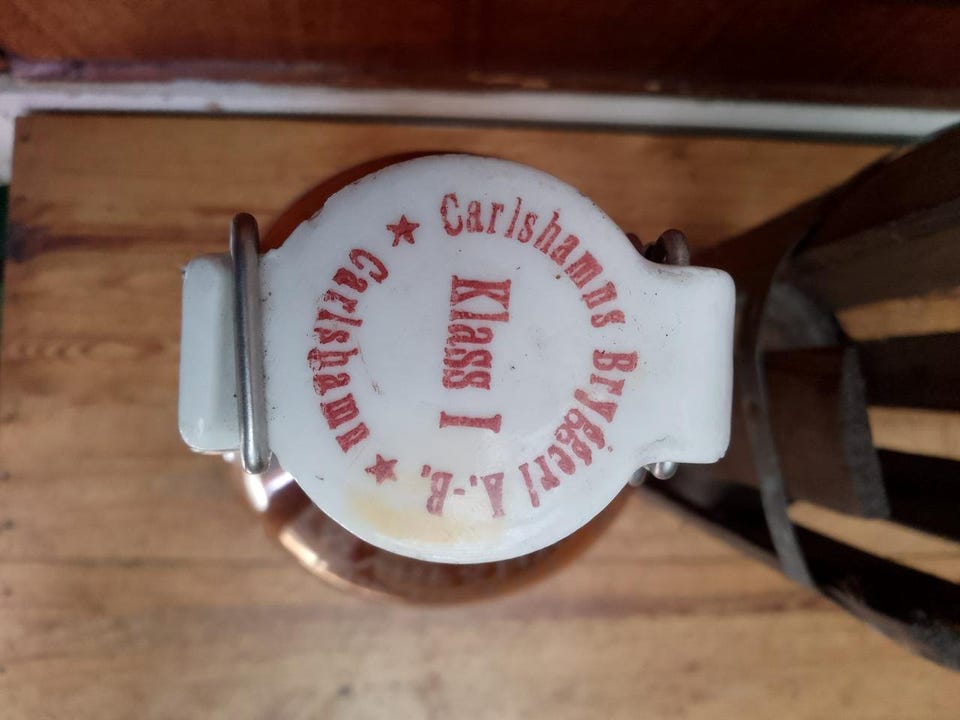 Carlshamns Bryggeri A.-B.
Klass I
Carlshamn